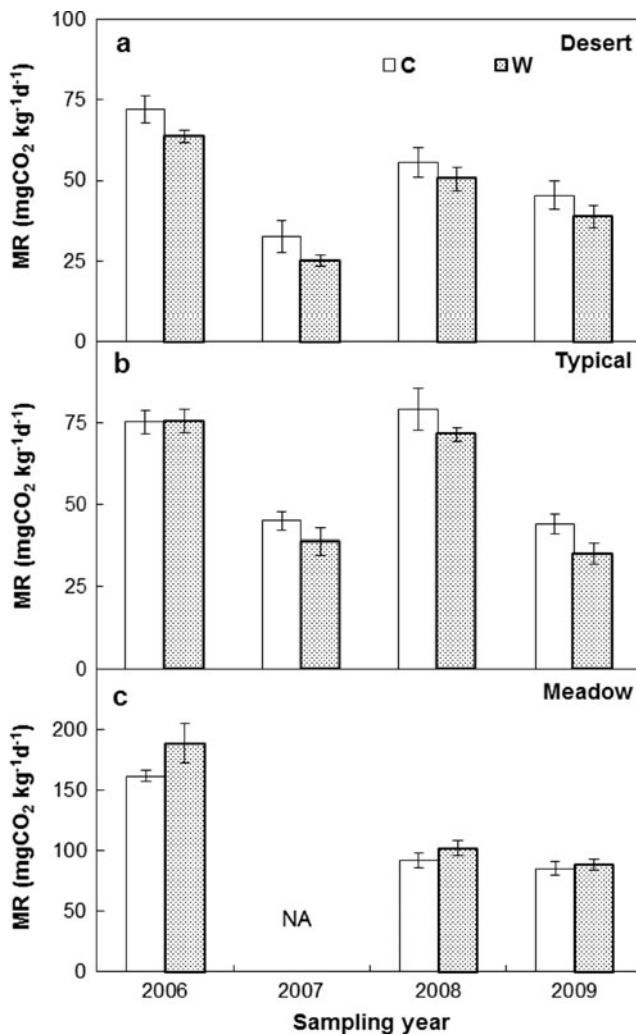 100
a
Desert
C
W
75
50
25
0
MR (mgCO₂ kg⁻¹d⁻¹)
b
Typical
75
50
25
0
MR (mgCO₂ kg⁻¹d⁻¹)
c
Meadow
200
150
100
50
0
MR (mgCO₂ kg⁻¹d⁻¹)
NA
2006 2007 2008 2009
Sampling year